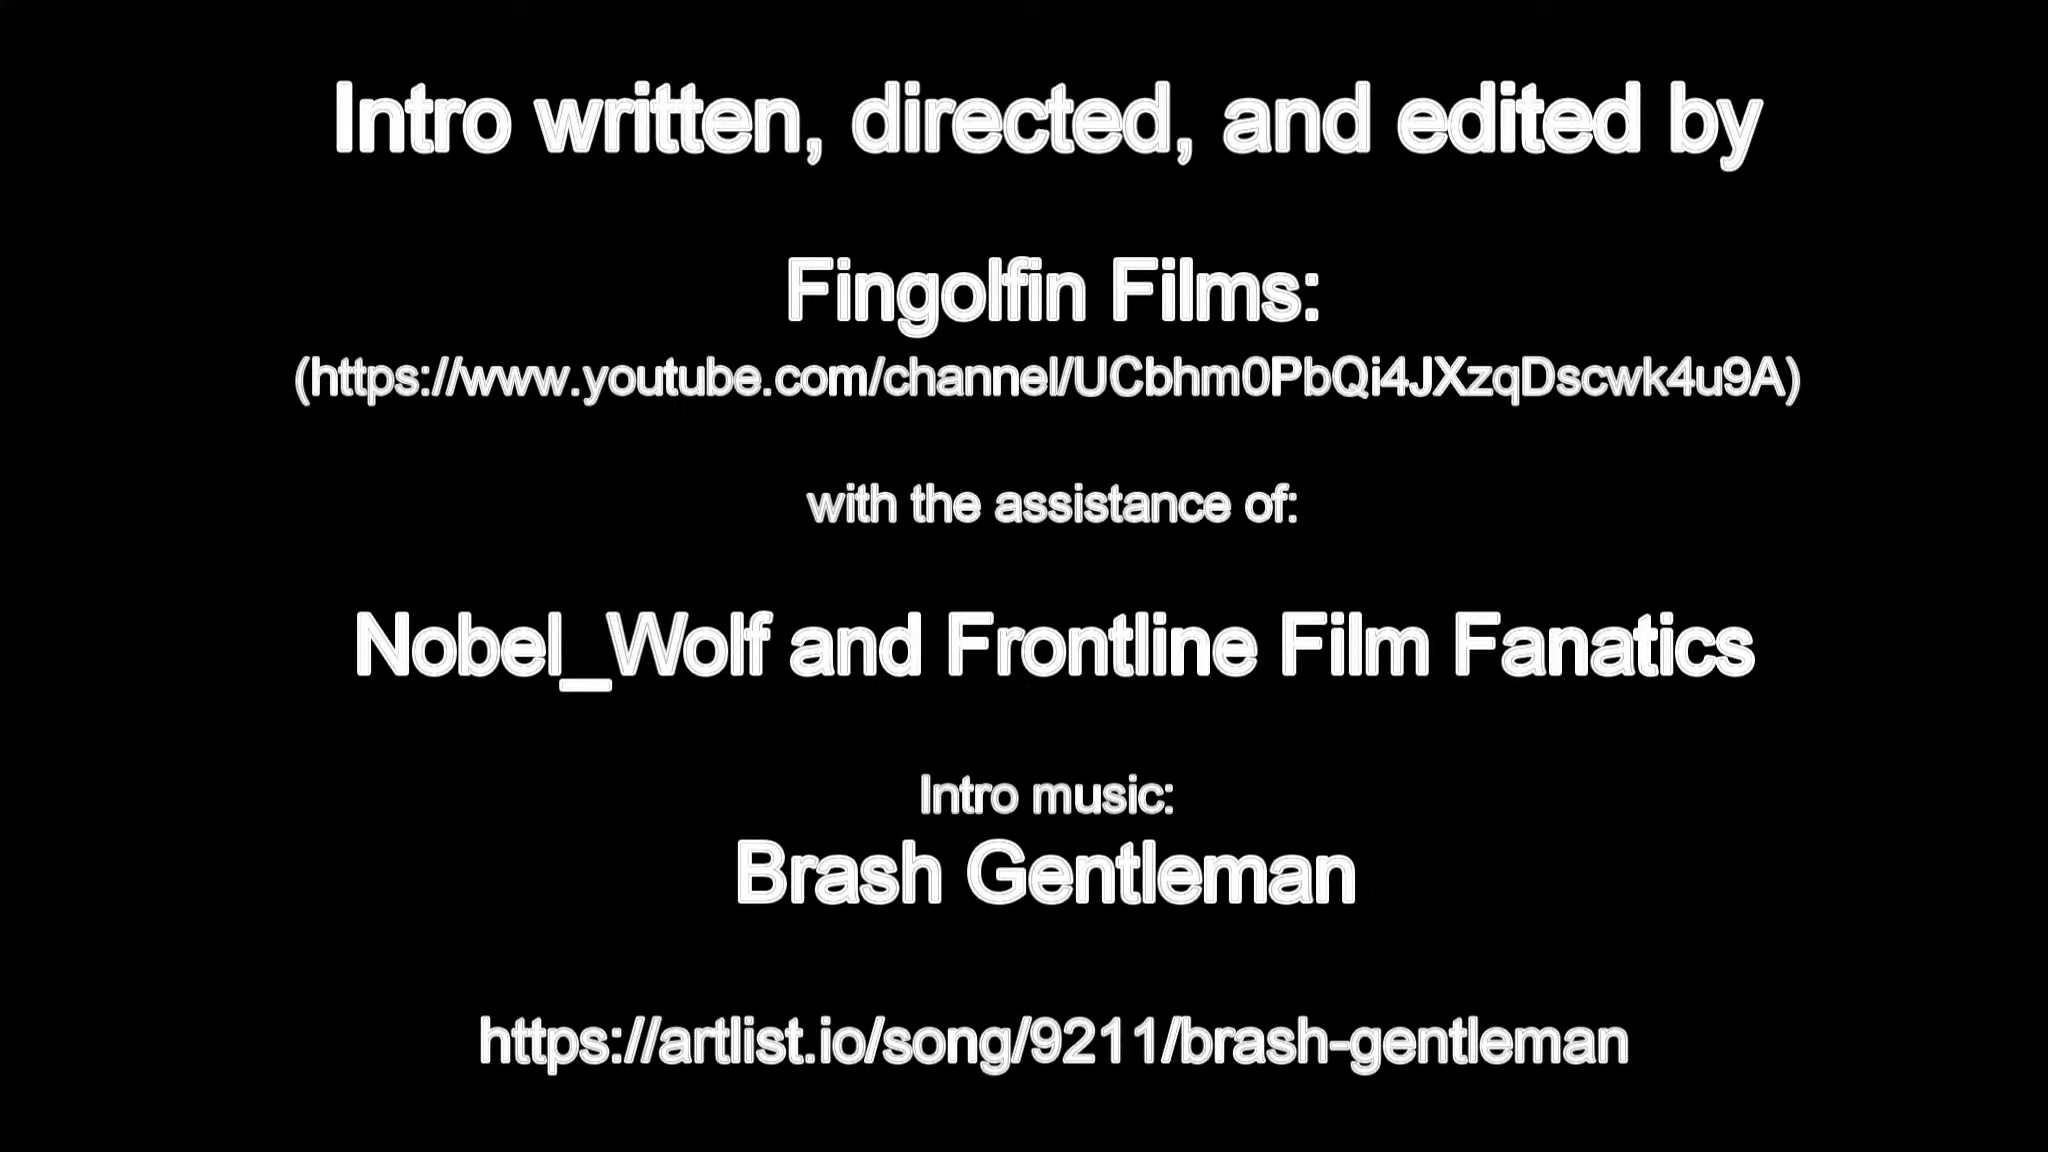 Intro written, directed, and edited by
Fingolfin Films:
(https://www.youtube.com/channel/UCbhm0PbQi4JXzqDscwk4u9A)
with the assistance of:
Nobel_Wolf and Frontline Film Fanatics
Intro music:
Brash Gentleman
https://artlist.io/song/9211/brash-gentleman